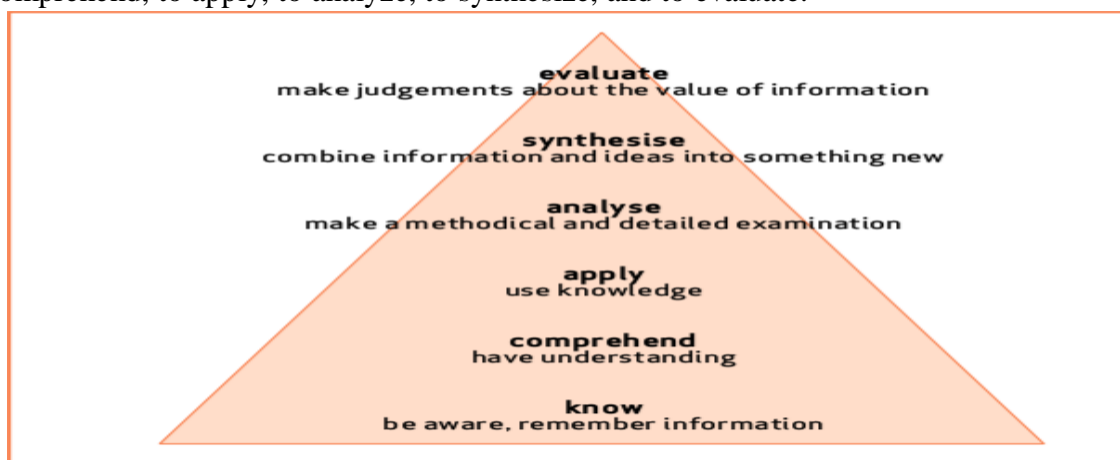 comprehend, to apply, to analyze, to synthesize, and to evaluate.
evaluate
make judgements about the value of information
synthesise
combine information and ideas into something new
analyse
make a methodical and detailed examination
apply
use knowledge
comprehend
have understanding
know
be aware, remember information